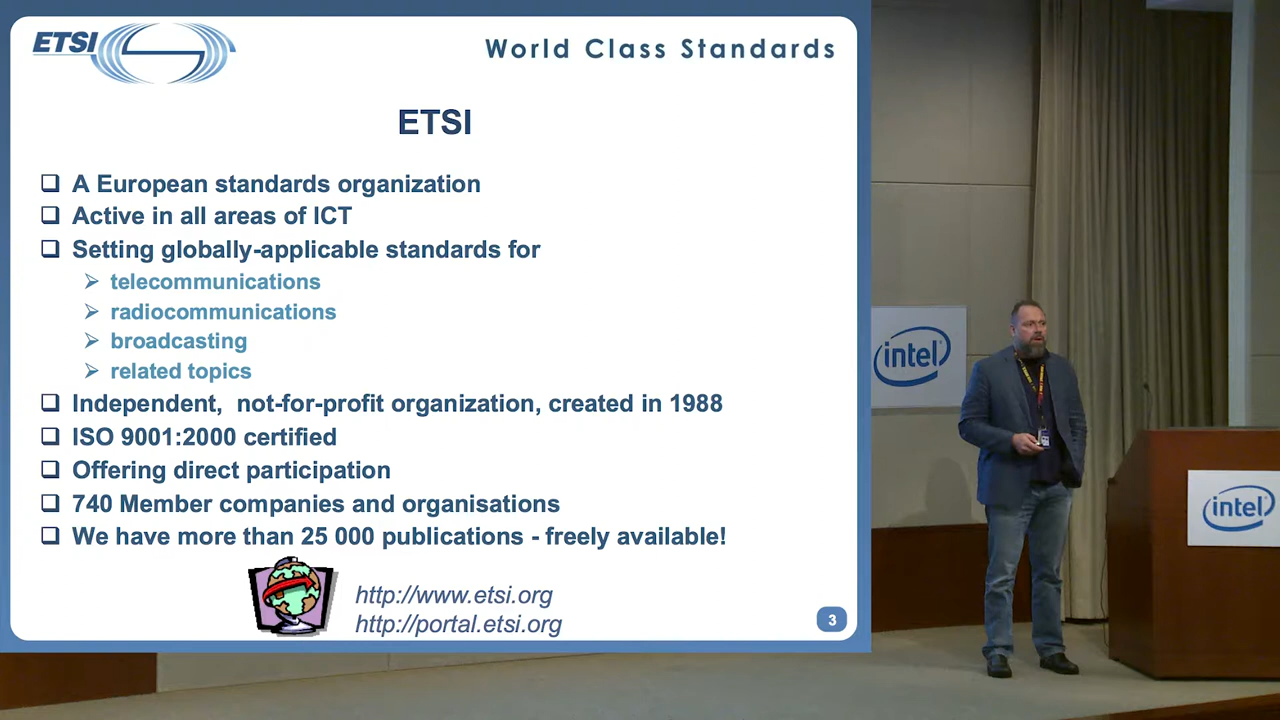 ETSI
World Class Standards
ETSI
A European standards organization
Active in all areas of ICT
Setting globally-applicable standards for
telecommunications
radiocommunications
broadcasting
related topics
Independent, not-for-profit organization, created in 1988
ISO 9001:2000 certified
Offering direct participation
740 Member companies and organisations
We have more than 25 000 publications - freely available!
http://www.etsi.org
http://portal.etsi.org
3
intel
intel